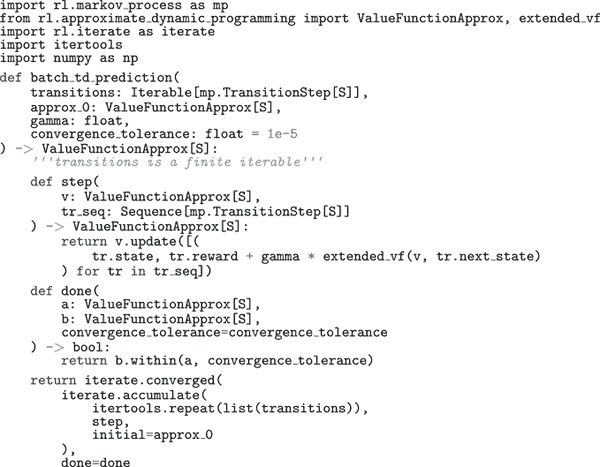 import rl.markov_process as mp
from rl.approximate_dynamic_programming import ValueFunctionApprox, extended_vf
import rl.iterate as iterate
import itertools
import numpy as np
def batch_td_prediction(
    transitions: Iterable[mp.TransitionStep[S]],
    approx_0: ValueFunctionApprox[S],
    gamma: float,
    convergence_tolerance: float = 1e-5
) -> ValueFunctionApprox[S]:
    '''transitions is a finite iterable'''
    def step(
        v: ValueFunctionApprox[S],
        tr_seq: Sequence[mp.TransitionStep[S]]
    ) -> ValueFunctionApprox[S]:
        return v.update([(
            tr.state, tr.reward + gamma * extended_vf(v, tr.next_state)
        ) for tr in tr_seq])
    def done(
        a: ValueFunctionApprox[S],
        b: ValueFunctionApprox[S],
        convergence_tolerance=convergence_tolerance
    ) -> bool:
        return b.within(a, convergence_tolerance)
    return iterate.converged(
        iterate.accumulate(
            itertools.repeat(list(transitions)),
            step,
            initial=approx_0
        ),
        done=done